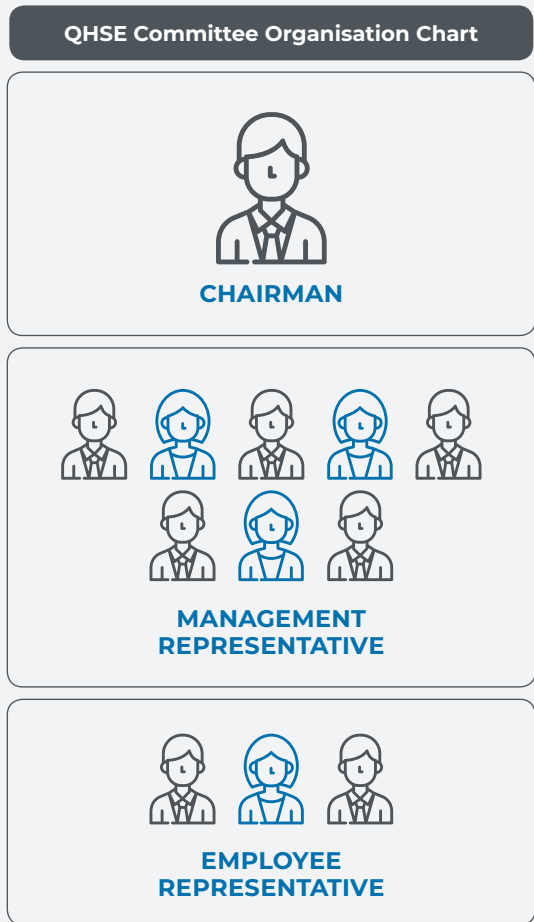 QHSE Committee Organisation Chart
CHAIRMAN
MANAGEMENT
REPRESENTATIVE
EMPLOYEE
REPRESENTATIVE